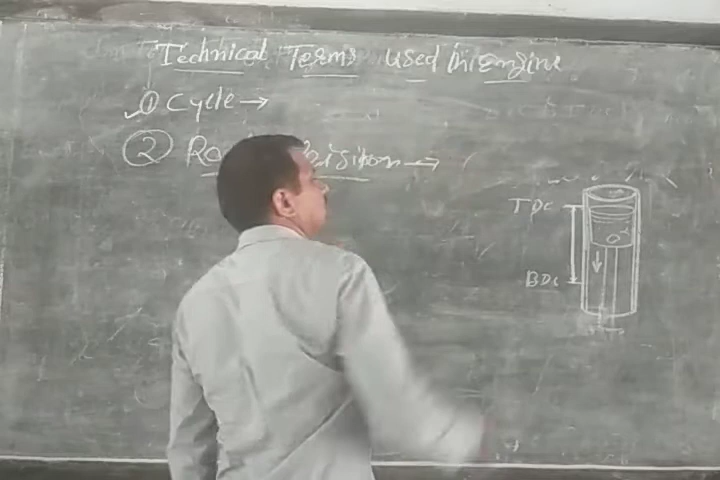 Technical Terms used in engine
① Cycle →
② →
TDC
BDC